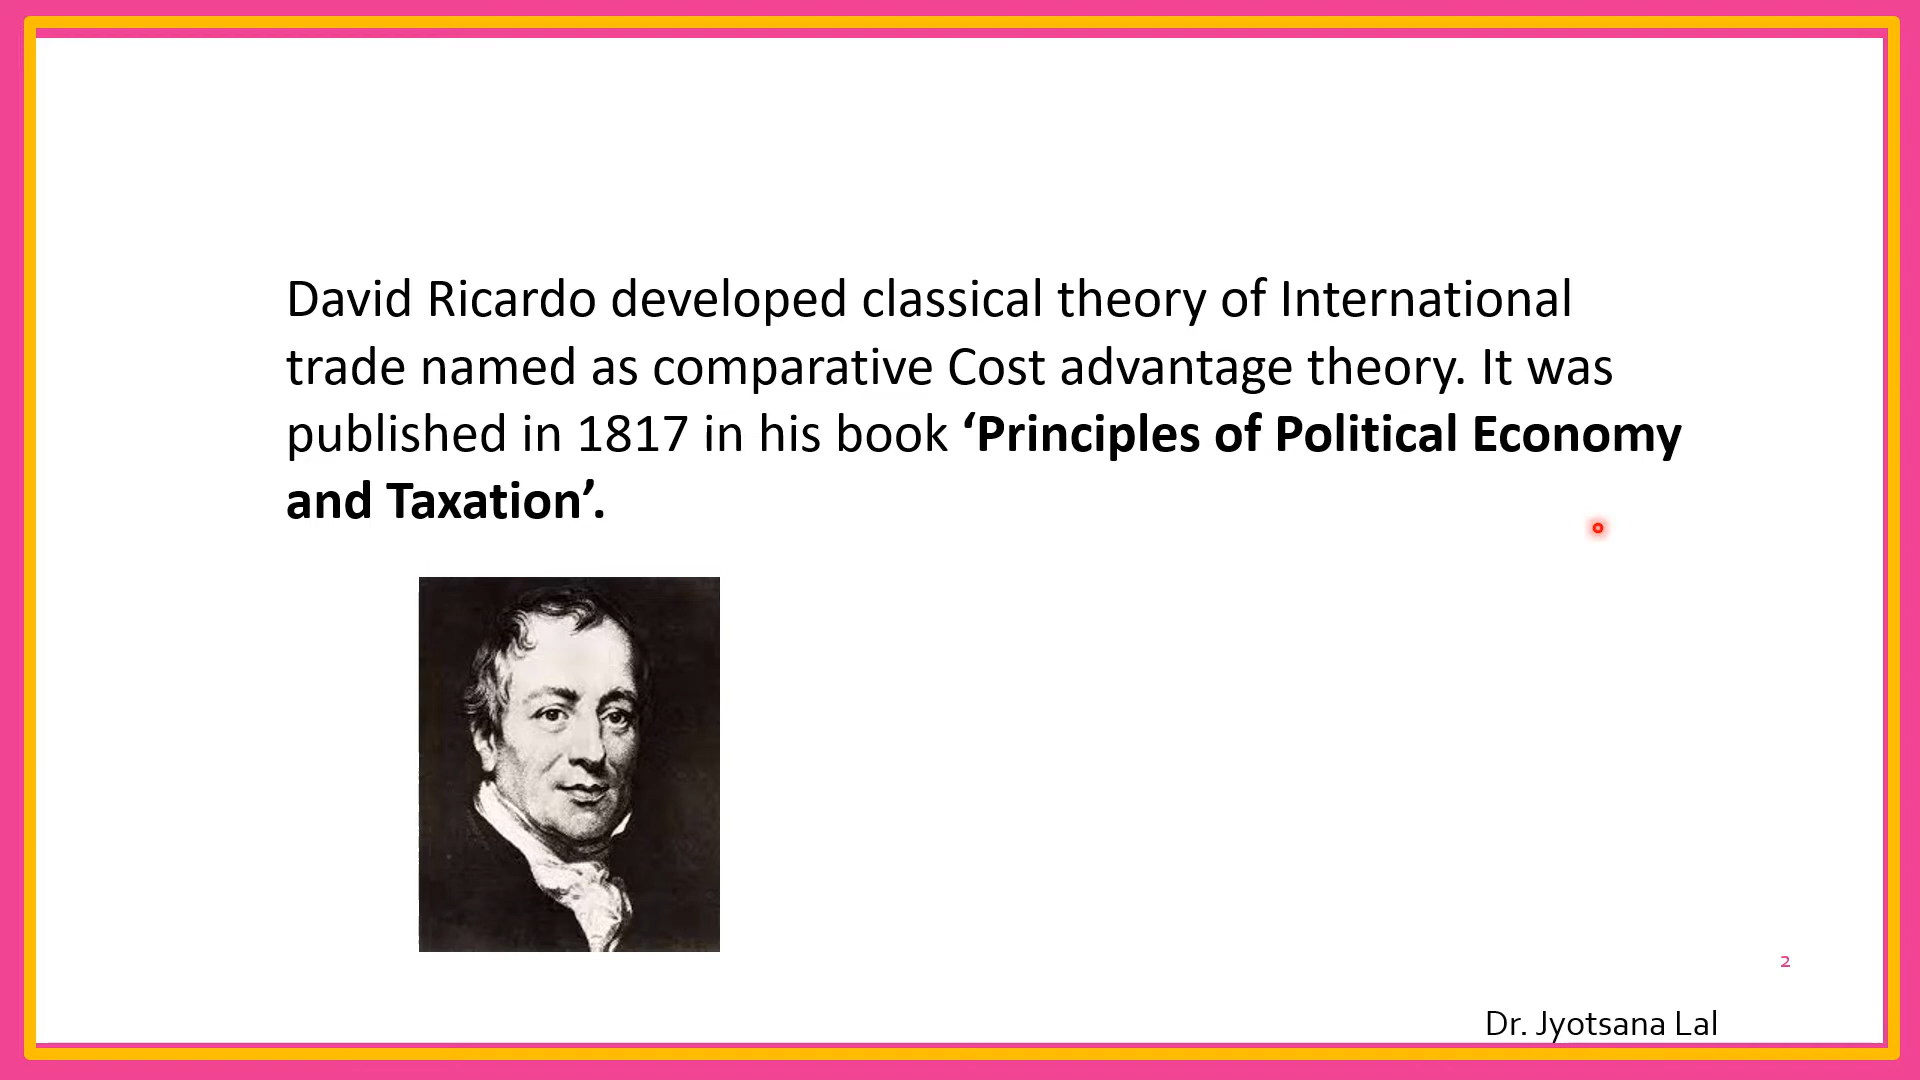 David Ricardo developed classical theory of International
trade named as comparative Cost advantage theory. It was
published in 1817 in his book ‘Principles of Political Economy
and Taxation’.
2
Dr. Jyotsana Lal